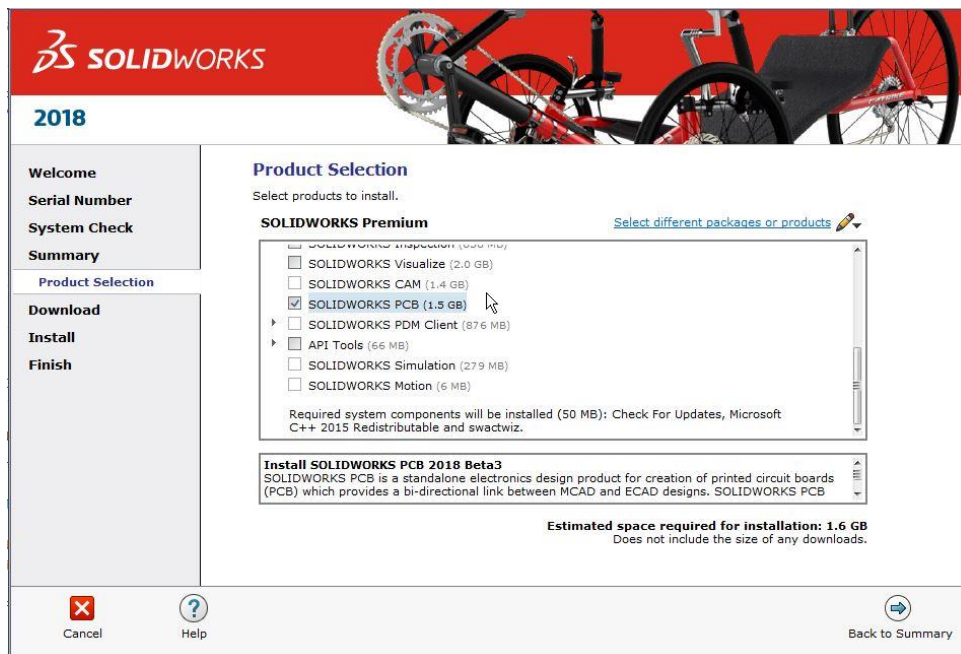 SOLIDWORKS
2018
Welcome
Serial Number
System Check
Summary
Product Selection
Download
Install
Finish
Product Selection
Select products to install.
SOLIDWORKS Premium
Select different packages or products
SOLIDWORKS Inspection (656 MB)
SOLIDWORKS Visualize (2.0 GB)
SOLIDWORKS CAM (1.4 GB)
SOLIDWORKS PCB (1.5 GB)
SOLIDWORKS PDM Client (876 MB)
API Tools (66 MB)
SOLIDWORKS Simulation (279 MB)
SOLIDWORKS Motion (6 MB)
Required system components will be installed (50 MB): Check For Updates, Microsoft
C++ 2015 Redistributable and swactwiz.
Install SOLIDWORKS PCB 2018 Beta3
SOLIDWORKS PCB is a standalone electronics design product for creation of printed circuit boards
(PCB) which provides a bi-directional link between MCAD and ECAD designs. SOLIDWORKS PCB
Estimated space required for installation: 1.6 GB
Does not include the size of any downloads.
Cancel
Help
Back to Summary